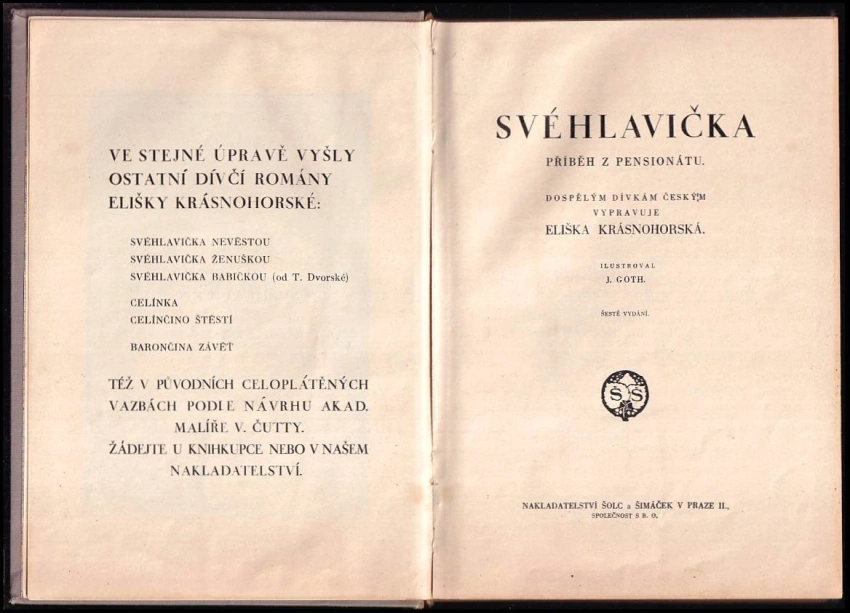 VE STEJNÉ ÚPRAVĚ VYŠLY
OSTATNÍ DÍVČÍ ROMÁNY
ELIŠKY KRÁSNOHORSKÉ:
SVÉHLAVIČKA NEVĚSTOU
SVÉHLAVIČKA ŽENUŠKOU
SVÉHLAVIČKA BABIČKOU (od T. Dvorské)
CELÍNKA
CELÍNČINO ŠTĚSTÍ
BARONČINA ZÁVĚŤ
TÉŽ V PŮVODNÍCH CELOPLÁTĚNÝCH
VAZBÁCH PODLE NÁVRHU AKAD.
MALÍŘE V. ČUTTY.
ŽÁDEJTE U KNIHKUPCE NEBO V NAŠEM
NAKLADATELSTVÍ.
SVÉHLAVIČKA
PŘÍBĚH Z PENSIONÁTU.
DOSPĚLÝM DÍVKÁM ČESKÝM
VYPRAVUJE
ELIŠKA KRÁSNOHORSKÁ.
ILUSTROVAL
J. GOTH.
ŠESTÉ VYDÁNÍ.
Š Š
NAKLADATELSTVÍ ŠOLC a ŠIMÁČEK V PRAZE II.,
SPOLEČNOST S R. O.